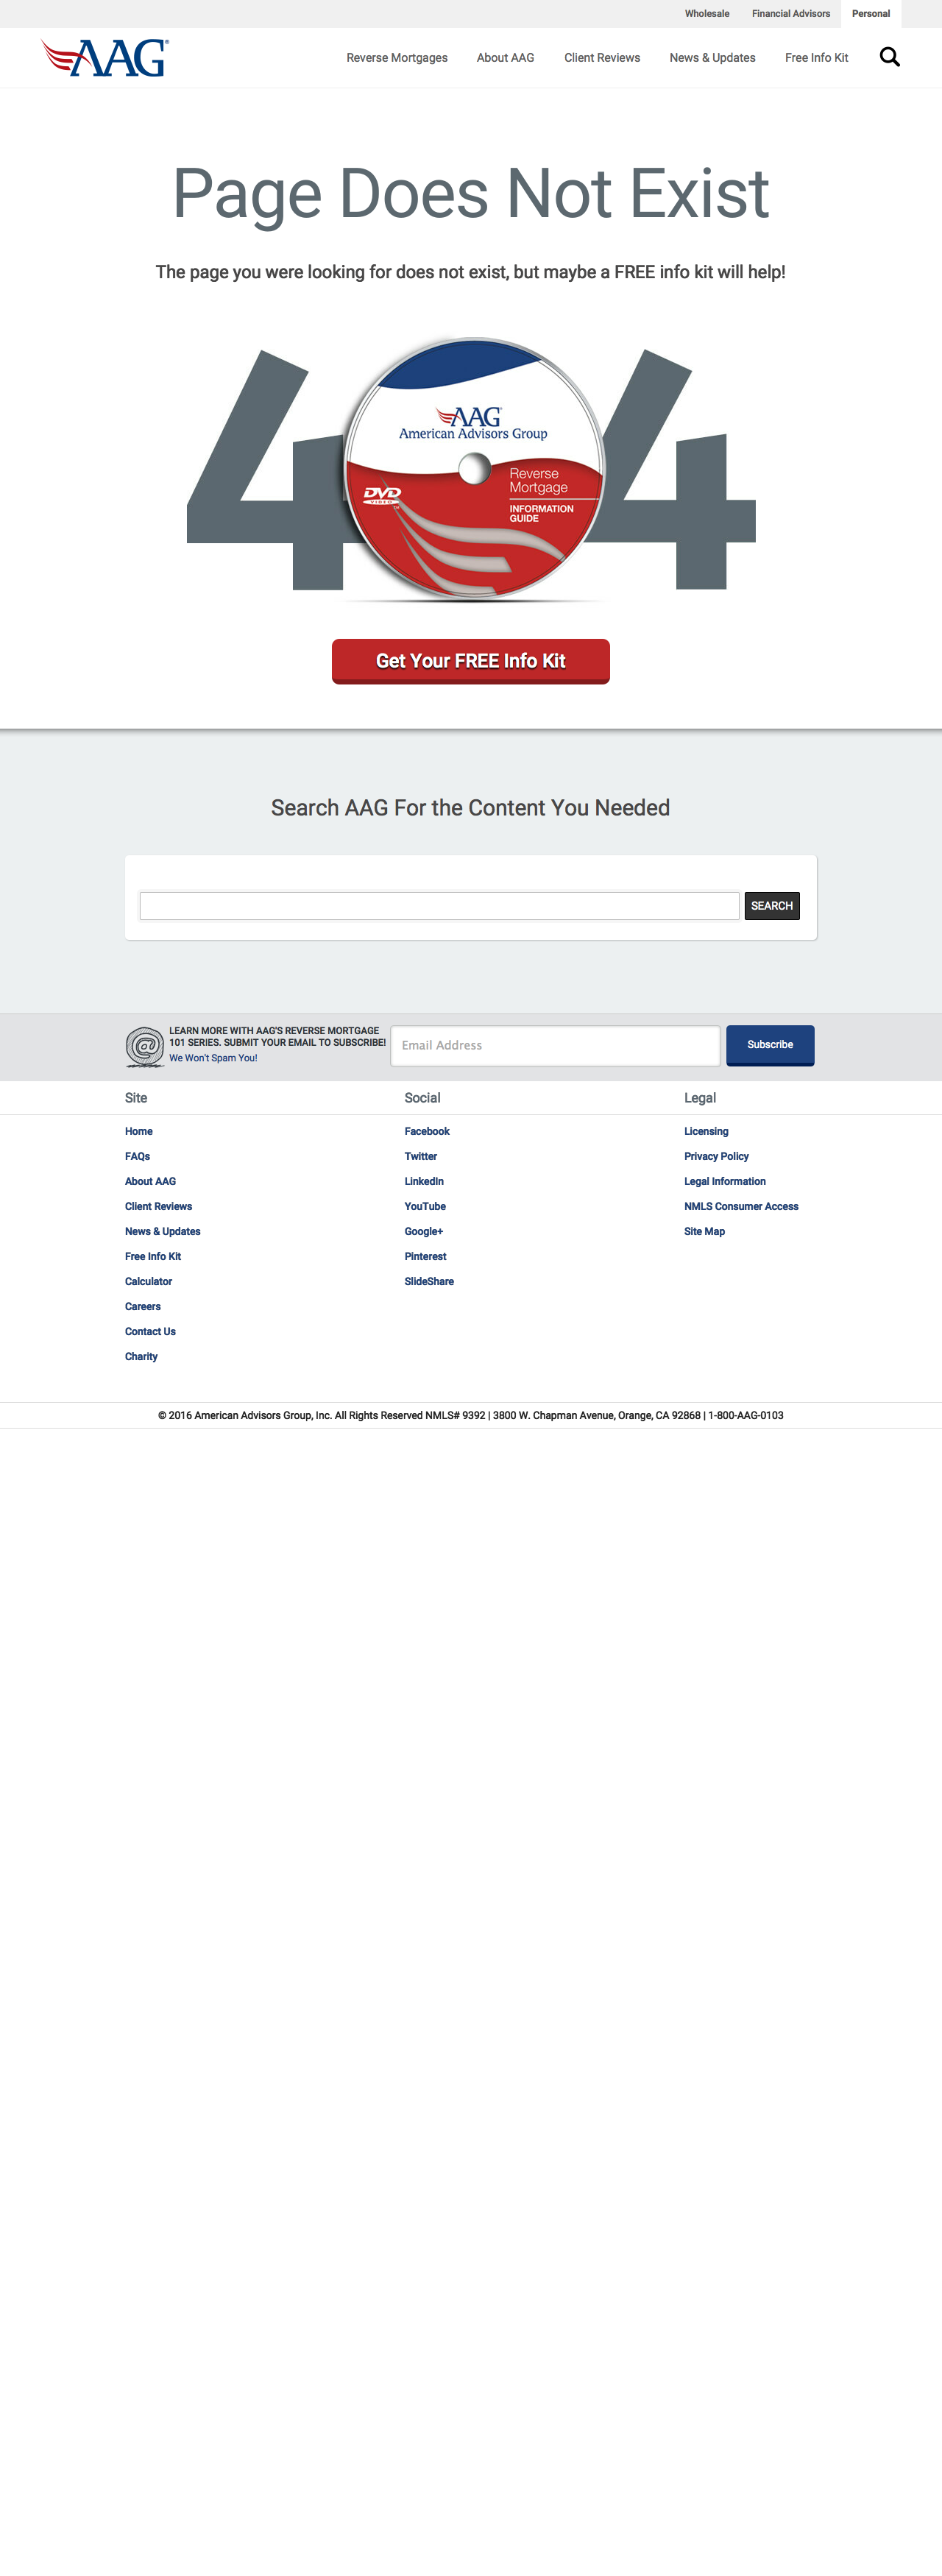 Wholesale Financial Advisors Personal
AAG®
Reverse Mortgages About AAG Client Reviews News & Updates Free Info Kit
Page Does Not Exist
The page you were looking for does not exist, but maybe a FREE info kit will help!
4 4
AAG®
American Advisors Group
DVD
VIDEO
TM
Reverse
Mortgage
INFORMATION
GUIDE
Get Your FREE Info Kit
Search AAG For the Content You Needed
SEARCH
@
LEARN MORE WITH AAG'S REVERSE MORTGAGE
101 SERIES. SUBMIT YOUR EMAIL TO SUBSCRIBE!
We Won't Spam You!
Email Address
Subscribe
Site
Home
FAQs
About AAG
Client Reviews
News & Updates
Free Info Kit
Calculator
Careers
Contact Us
Charity
Social
Facebook
Twitter
LinkedIn
YouTube
Google+
Pinterest
SlideShare
Legal
Licensing
Privacy Policy
Legal Information
NMLS Consumer Access
Site Map
© 2016 American Advisors Group, Inc. All Rights Reserved NMLS# 9392 | 3800 W. Chapman Avenue, Orange, CA 92868 | 1-800-AAG-0103